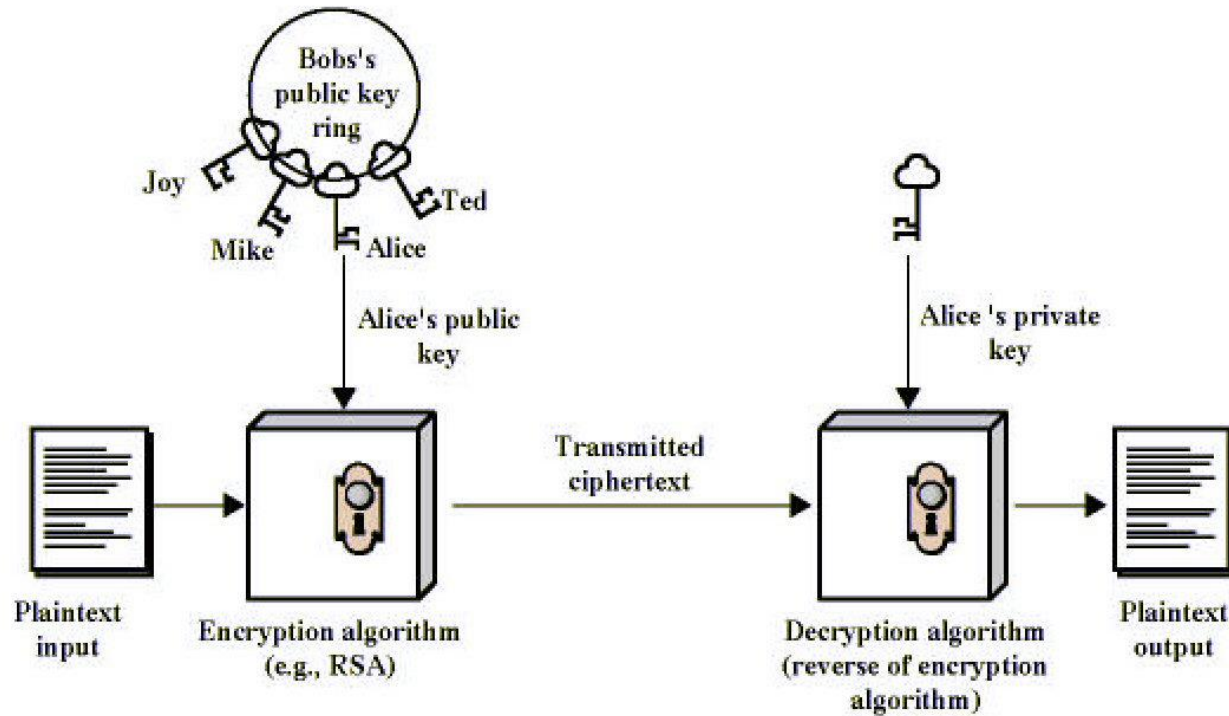 Bobs's
public key
ring
Joy
Mike
Alice
Ted
Alice's public
key
Alice 's private
key
Transmitted
ciphertext
Plaintext
input
Encryption algorithm
(e.g., RSA)
Decryption algorithm
(reverse of encryption
algorithm)
Plaintext
output